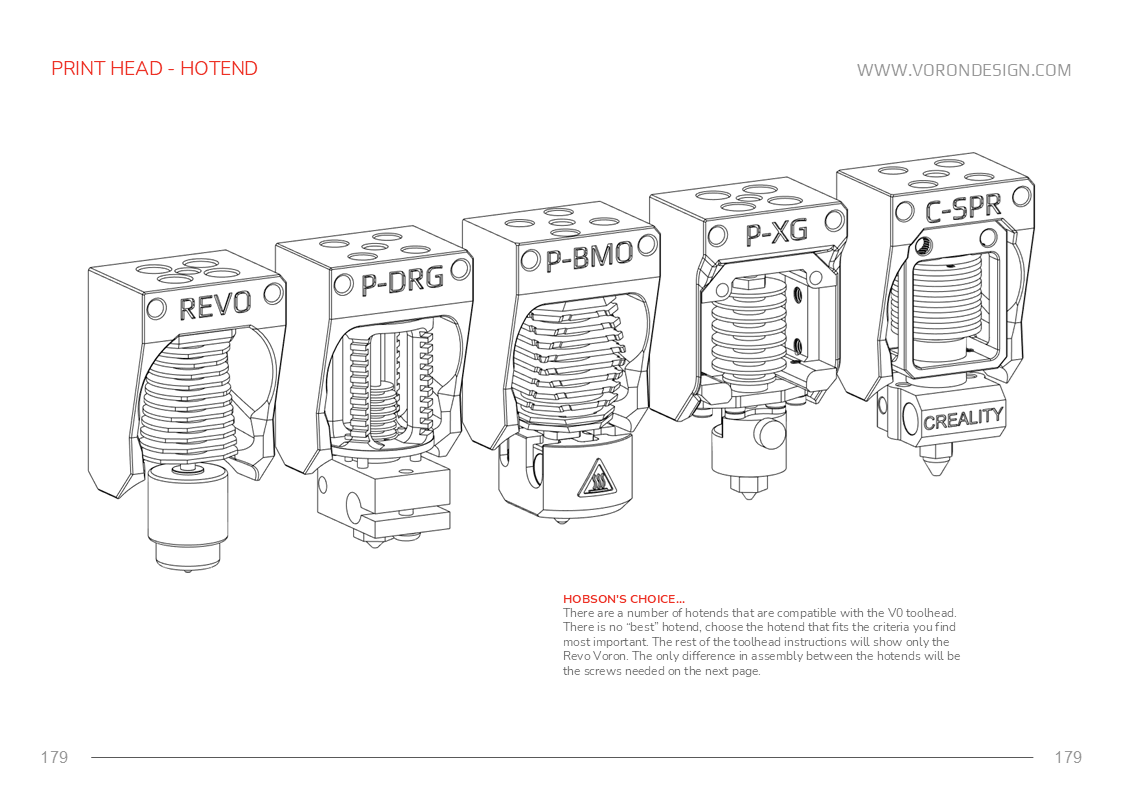 PRINT HEAD - HOTEND
WWW.VORONDESIGN.COM
REVO
P-DRG
P-BMO
P-XG
C-SPR
CREALITY
HOBSON'S CHOICE...
There are a number of hotends that are compatible with the V0 toolhead.
There is no “best” hotend, choose the hotend that fits the criteria you find
most important. The rest of the toolhead instructions will show only the
Revo Voron. The only difference in assembly between the hotends will be
the screws needed on the next page.
179
179